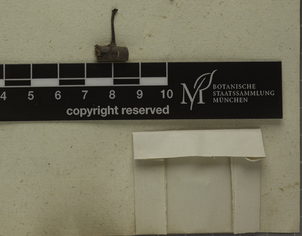 4 5 6 7 8 9 10
copyright reserved
M
BOTANISCHE
STAATSSAMMLUNG
MÜNCHEN